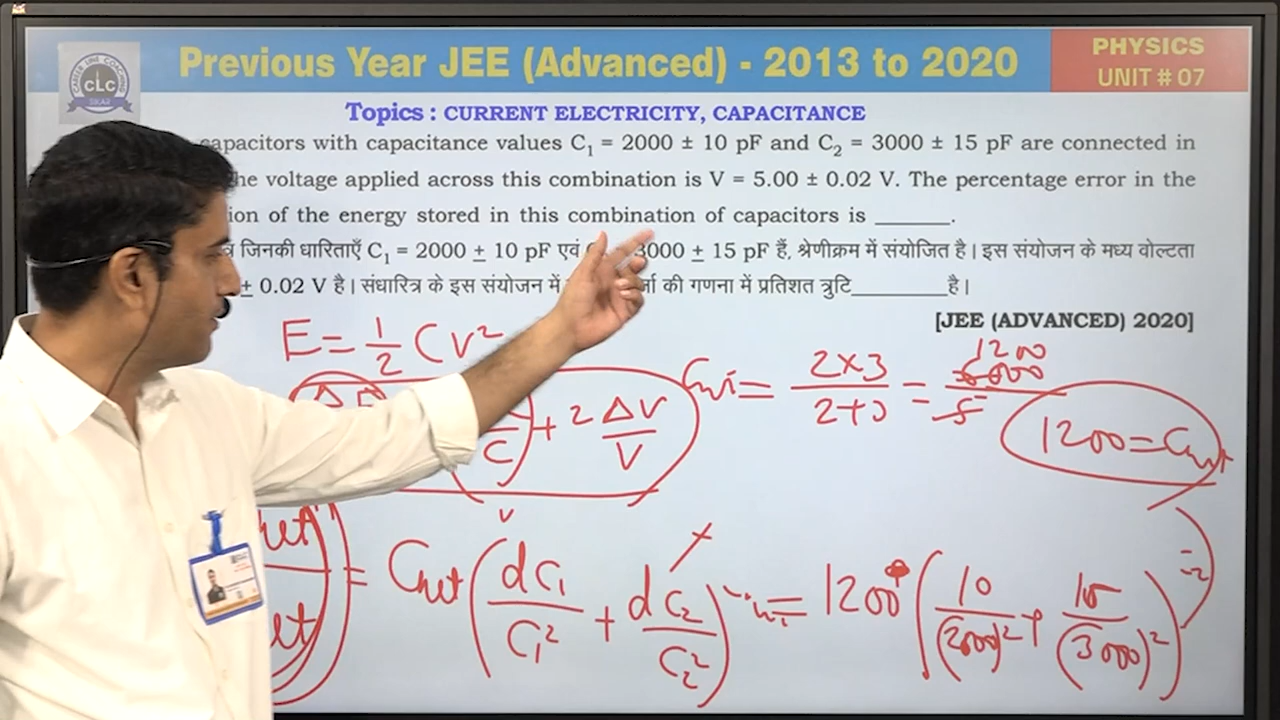 Previous Year JEE (Advanced) - 2013 to 2020
PHYSICS
UNIT # 07
CLC
SIKAR
Topics : CURRENT ELECTRICITY, CAPACITANCE
capacitors with capacitance values C₁ = 2000 ± 10 pF and C₂ = 3000 ± 15 pF are connected in
he voltage applied across this combination is V = 5.00 ± 0.02 V. The percentage error in the
ion of the energy stored in this combination of capacitors is ______.
जिनकी धारिताएँ C₁ = 2000 ± 10 pF एवं 3000 ± 15 pF हैं, श्रेणीक्रम में संयोजित है। इस संयोजन के मध्य वोल्टता
± 0.02 V है। संधारित्र के इस संयोजन में की गणना में प्रतिशत त्रुटि_________है।
[JEE (ADVANCED) 2020]
E = 1/2 CV²
C + 2 ΔV/V
= 2×3/2+3 = 6000/5 1200
1200 = Cnet
= Cnet (dC₁/C₁² + dC₂/C₂²) = 1200 (10/(2000)² + 15/(3000)²)